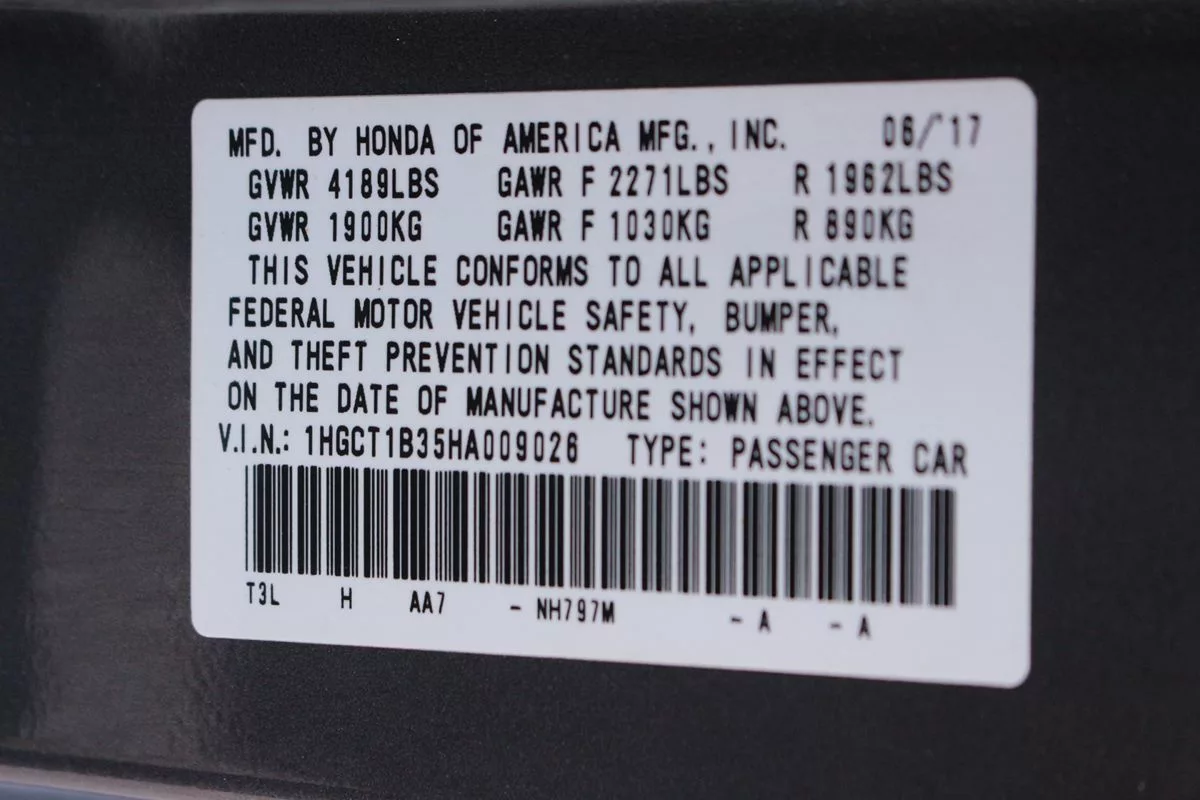 MFD. BY HONDA OF AMERICA MFG., INC. 06/'17
GVWR 4189LBS GAWR F 2271LBS R 1962LBS
GVWR 1900KG GAWR F 1030KG R 890KG
THIS VEHICLE CONFORMS TO ALL APPLICABLE
FEDERAL MOTOR VEHICLE SAFETY, BUMPER,
AND THEFT PREVENTION STANDARDS IN EFFECT
ON THE DATE OF MANUFACTURE SHOWN ABOVE.
V.I.N.: 1HGCT1B35HA009026 TYPE: PASSENGER CAR
T3L H AA7 - NH797M - A - A